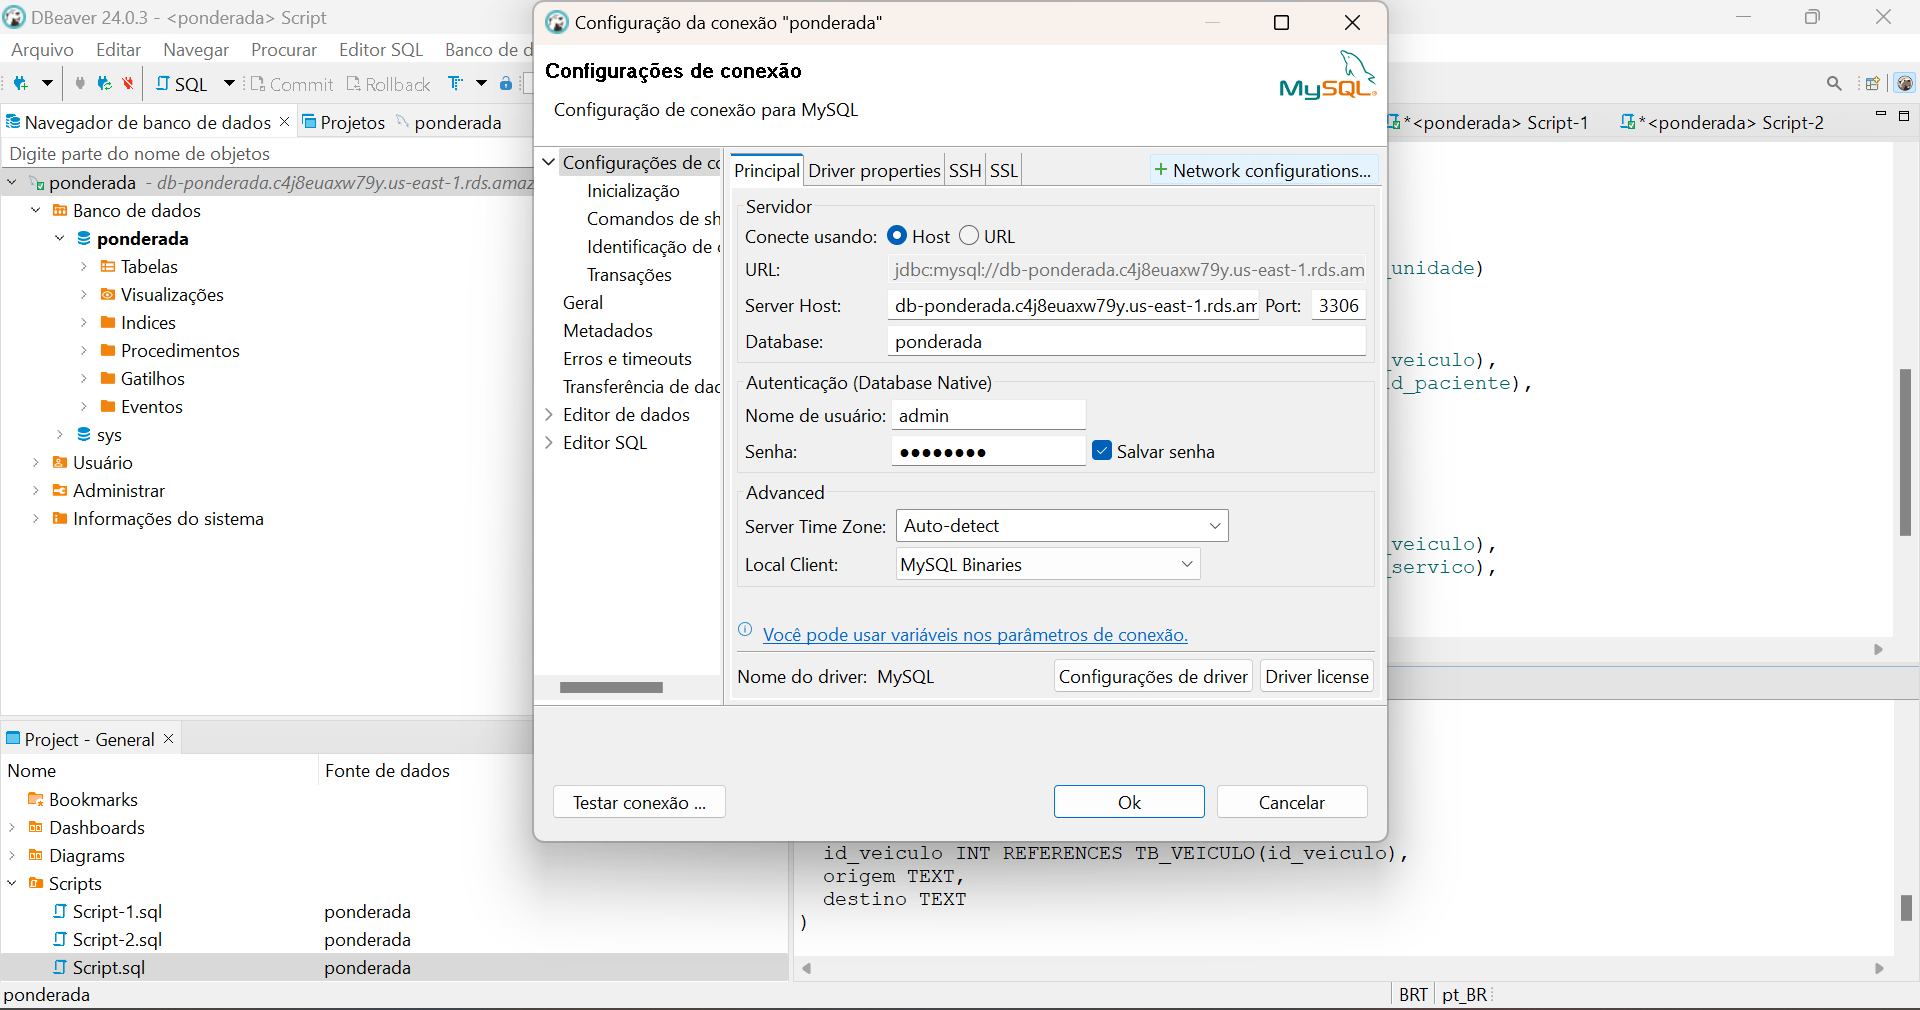 DBeaver 24.0.3 - <ponderada> Script
Arquivo Editar Navegar Procurar Editor SQL Banco de d
SQL Commit Rollback
Navegador de banco de dados Projetos ponderada
Digite parte do nome de objetos
ponderada - db-ponderada.c4j8euaxw79y.us-east-1.rds.amaz
Banco de dados
ponderada
Tabelas
Visualizações
Indices
Procedimentos
Gatilhos
Eventos
sys
Usuário
Administrar
Informações do sistema
Project - General
Nome Fonte de dados
Bookmarks
Dashboards
Diagrams
Scripts
Script-1.sql ponderada
Script-2.sql ponderada
Script.sql ponderada
Configuração da conexão "ponderada"
Configurações de conexão
Configuração de conexão para MySQL
MySQL
Configurações de co
Inicialização
Comandos de sh
Identificação de
Transações
Geral
Metadados
Erros e timeouts
Transferência de dad
Editor de dados
Editor SQL
Principal Driver properties SSH SSL + Network configurations...
Servidor
Conecte usando: Host URL
URL: jdbc:mysql://db-ponderada.c4j8euaxw79y.us-east-1.rds.am
Server Host: db-ponderada.c4j8euaxw79y.us-east-1.rds.am Port: 3306
Database: ponderada
Autenticação (Database Native)
Nome de usuário: admin
Senha: ●●●●●●●● Salvar senha
Advanced
Server Time Zone: Auto-detect
Local Client: MySQL Binaries
Você pode usar variáveis nos parâmetros de conexão.
Nome do driver: MySQL Configurações de driver Driver license
Testar conexão ... Ok Cancelar
*<ponderada> Script-1 *<ponderada> Script-2
_unidade)
_veiculo),
id_paciente),
_veiculo),
_servico),
id_veiculo INT REFERENCES TB_VEICULO(id_veiculo),
origem TEXT,
destino TEXT
)
ponderada BRT pt_BR